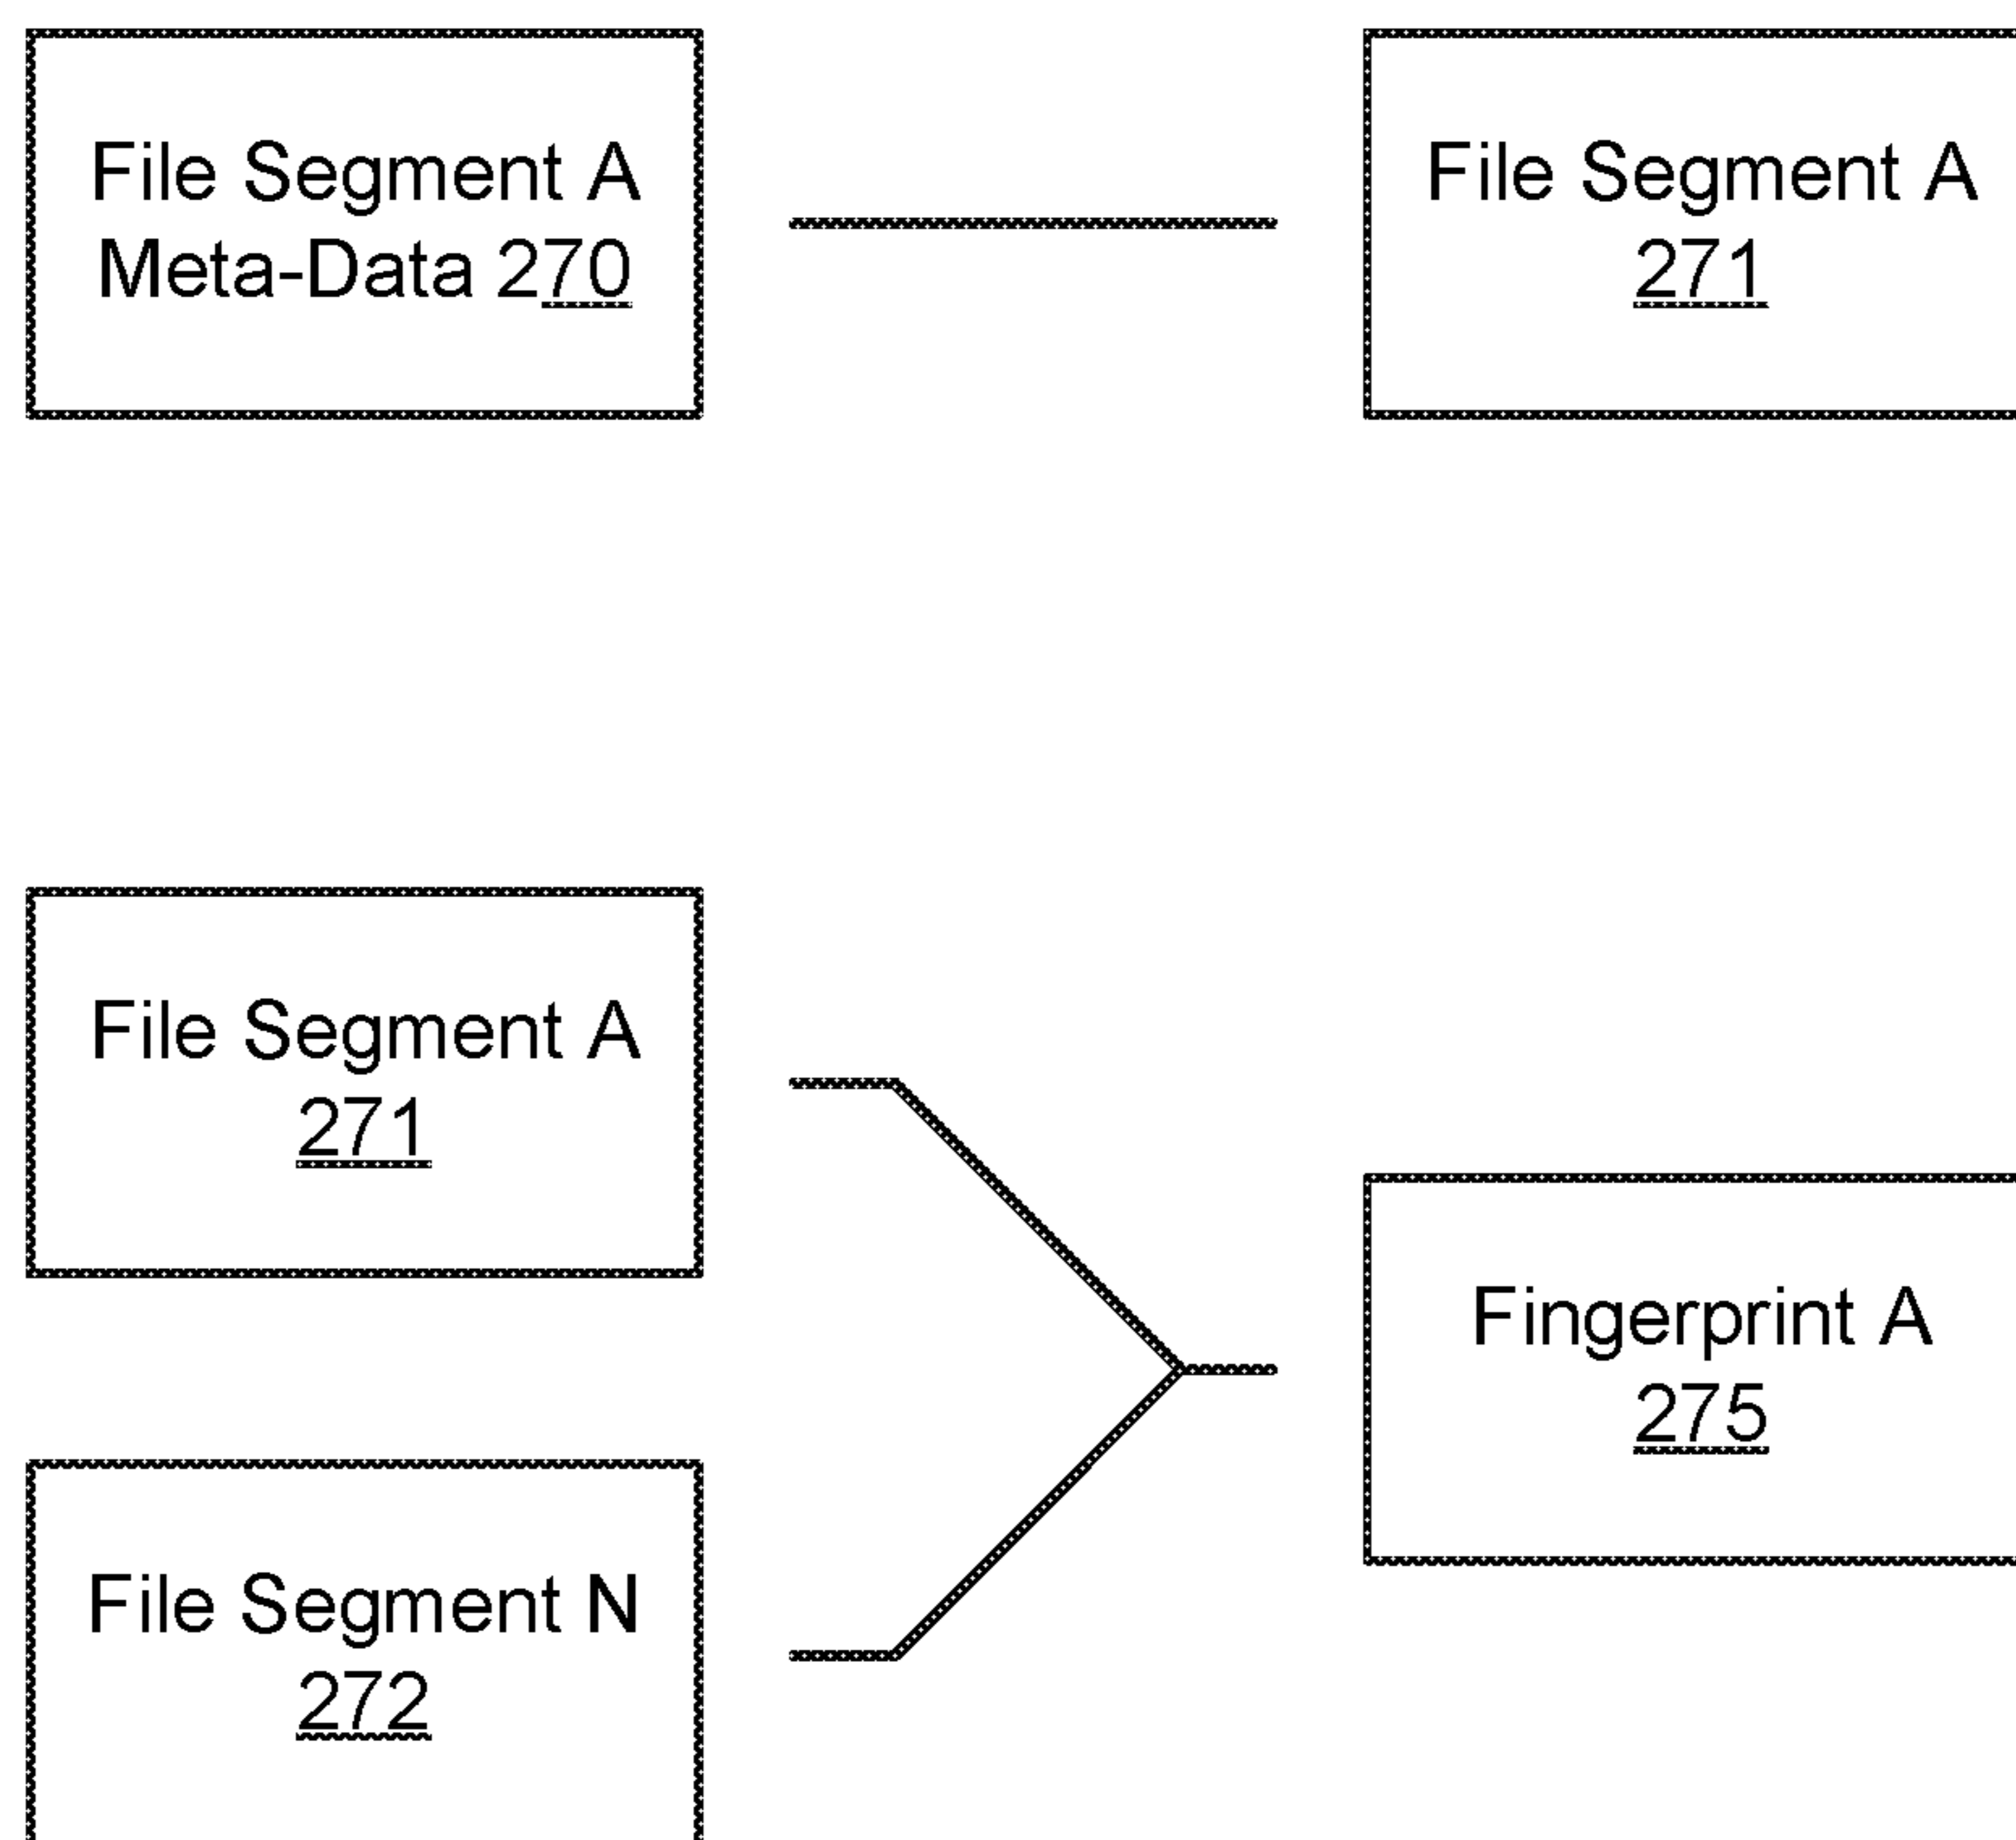 File Segment A
Meta-Data 270
File Segment A
271
File Segment A
271
Fingerprint A
275
File Segment N
272